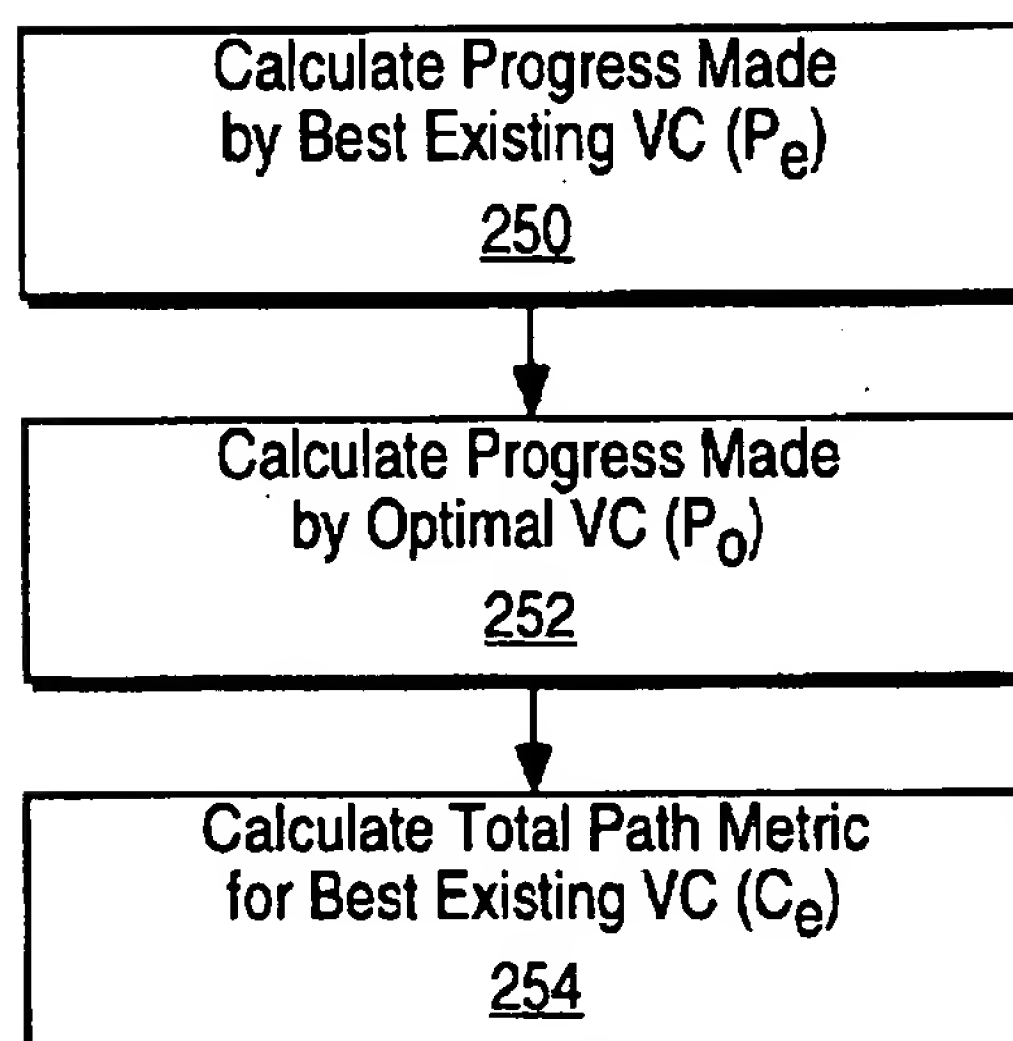 Calculate Progress Made
by Best Existing VC (Pe)
250
Calculate Progress Made
by Optimal VC (Po)
252
Calculate Total Path Metric
for Best Existing VC (Ce)
254